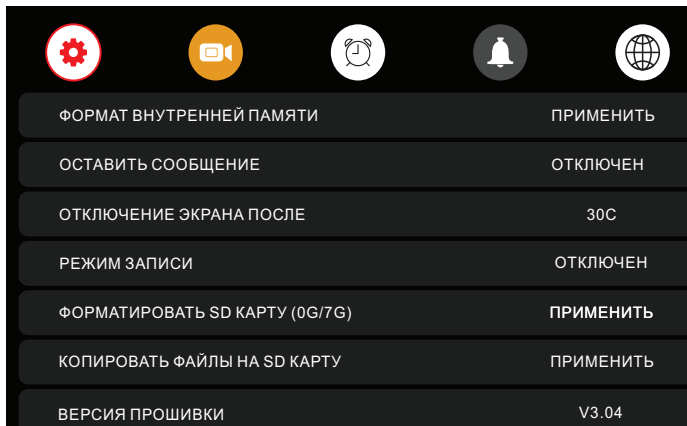 ФОРМАТ ВНУТРЕННЕЙ ПАМЯТИ ПРИМЕНИТЬ
ОСТАВИТЬ СООБЩЕНИЕ ОТКЛЮЧЕН
ОТКЛЮЧЕНИЕ ЭКРАНА ПОСЛЕ 30С
РЕЖИМ ЗАПИСИ ОТКЛЮЧЕН
ФОРМАТИРОВАТЬ SD КАРТУ (0G/7G) ПРИМЕНИТЬ
КОПИРОВАТЬ ФАЙЛЫ НА SD КАРТУ ПРИМЕНИТЬ
ВЕРСИЯ ПРОШИВКИ V3.04